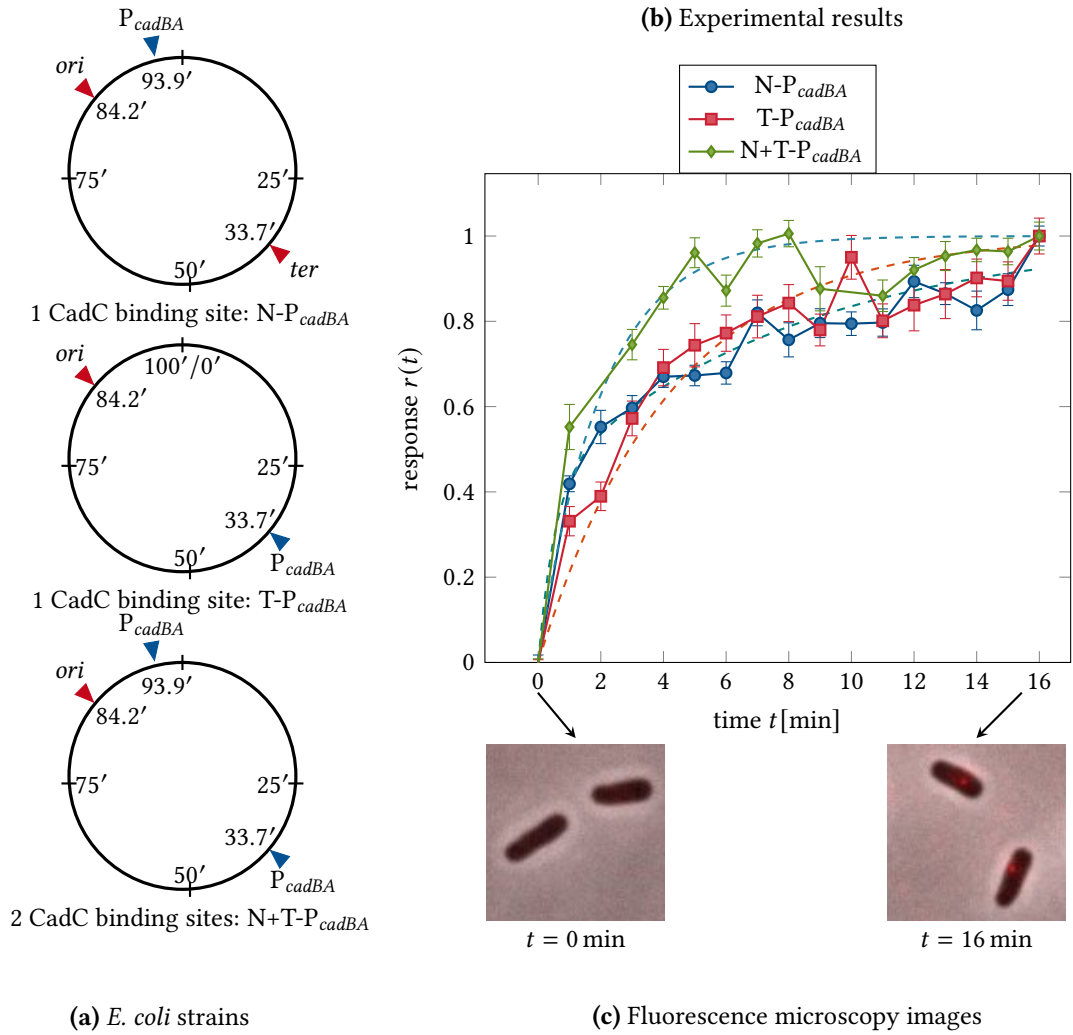 P_cadBA
ori
93.9′
84.2′
75′
25′
33.7′
ter
50′
1 CadC binding site: N-P_cadBA
ori
100′/0′
84.2′
75′
25′
33.7′
50′
P_cadBA
1 CadC binding site: T-P_cadBA
P_cadBA
ori
93.9′
84.2′
75′
25′
33.7′
50′
P_cadBA
2 CadC binding sites: N+T-P_cadBA
(a) E. coli strains
(b) Experimental results
N-P_cadBA
T-P_cadBA
N+T-P_cadBA
1
0.8
0.6
0.4
0.2
0
response r(t)
0 2 4 6 8 10 12 14 16
time t[min]
t = 0 min
t = 16 min
(c) Fluorescence microscopy images